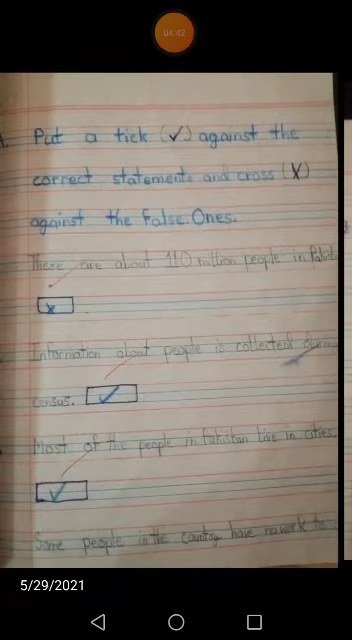 04:42
Put a tick (✓) against the
correct statements and cross (X)
against the false Ones.
There are about 110 million people in
x
Information about people is collected
census. ✓
Most of the people in Pakistan live in cities.
✓
Some people in the country have no work to
5/29/2021